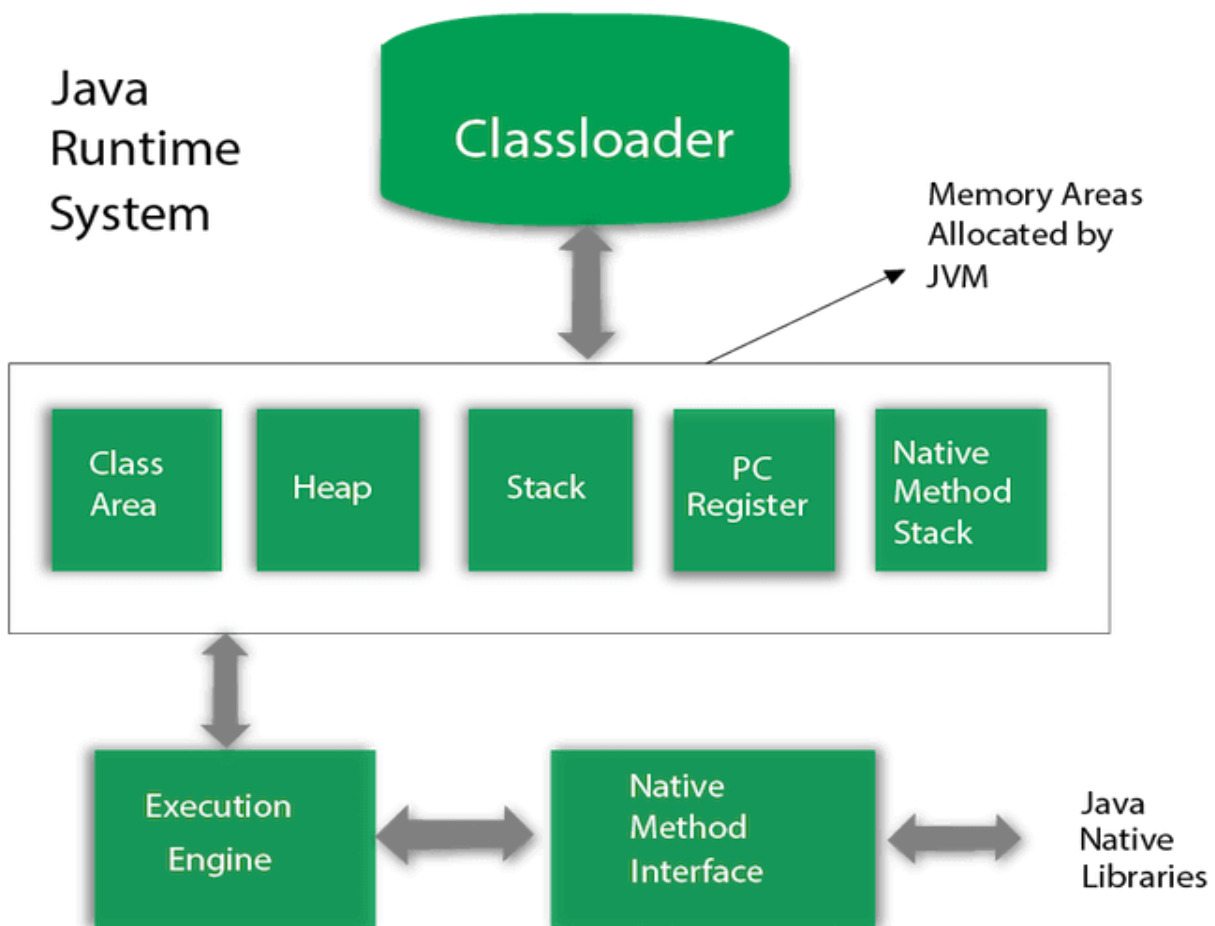 Java
Runtime
System
Classloader
Memory Areas
Allocated by
JVM
Class
Area
Heap
Stack
PC
Register
Native
Method
Stack
Execution
Engine
Native
Method
Interface
Java
Native
Libraries